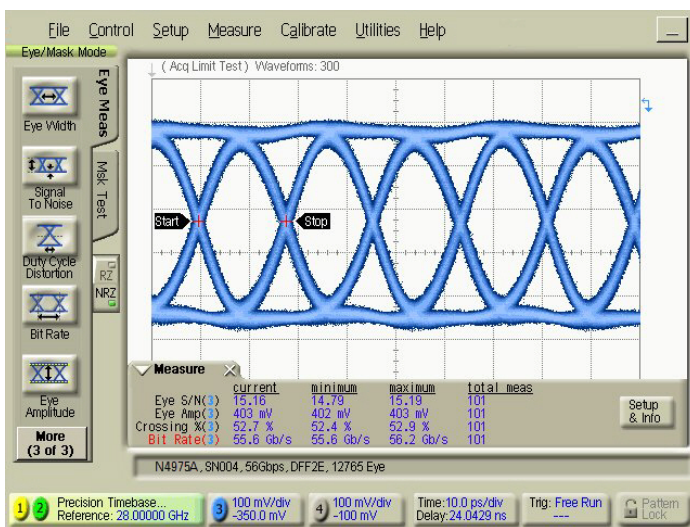 File Control Setup Measure Calibrate Utilities Help
Eye/Mask Mode
( Acq Limit Test ) Waveforms: 300
Eye Meas
Msk Test
Eye Width
Signal
To Noise
Duty Cycle
Distortion
RZ
NRZ
Bit Rate
Eye
Amplitude
More
(3 of 3)
Start
Stop
Measure
current minimum maximum total meas
Eye S/N(3) 15.16 14.79 15.19 101
Eye Amp(3) 403 mV 402 mV 403 mV 101
Crossing %(3) 52.7 % 52.4 % 52.9 % 101
Bit Rate(3) 55.6 Gb/s 55.6 Gb/s 56.2 Gb/s 101
Setup
& Info
N4975A, SN004, 56Gbps, DFF2E, 12765 Eye
1 2 Precision Timebase...
Reference: 28.00000 GHz
3 100 mV/div
-350.0 mV
4 100 mV/div
-100 mV
Time:10.0 ps/div
Delay:24.0429 ns
Trig: Free Run
---
Pattern
Lock